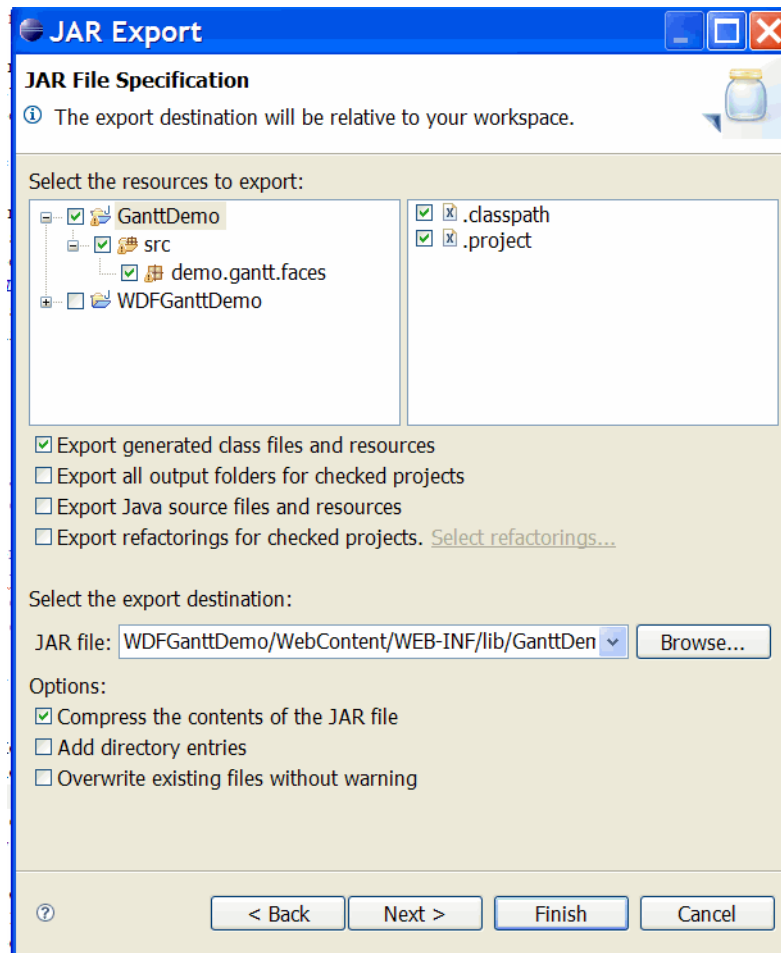 JAR Export
JAR File Specification
The export destination will be relative to your workspace.
Select the resources to export:
GanttDemo
src
demo.gantt.faces
WDFGanttDemo
.classpath
.project
Export generated class files and resources
Export all output folders for checked projects
Export Java source files and resources
Export refactorings for checked projects. Select refactorings...
Select the export destination:
JAR file: WDFGanttDemo/WebContent/WEB-INF/lib/GanttDen Browse...
Options:
Compress the contents of the JAR file
Add directory entries
Overwrite existing files without warning
? < Back Next > Finish Cancel